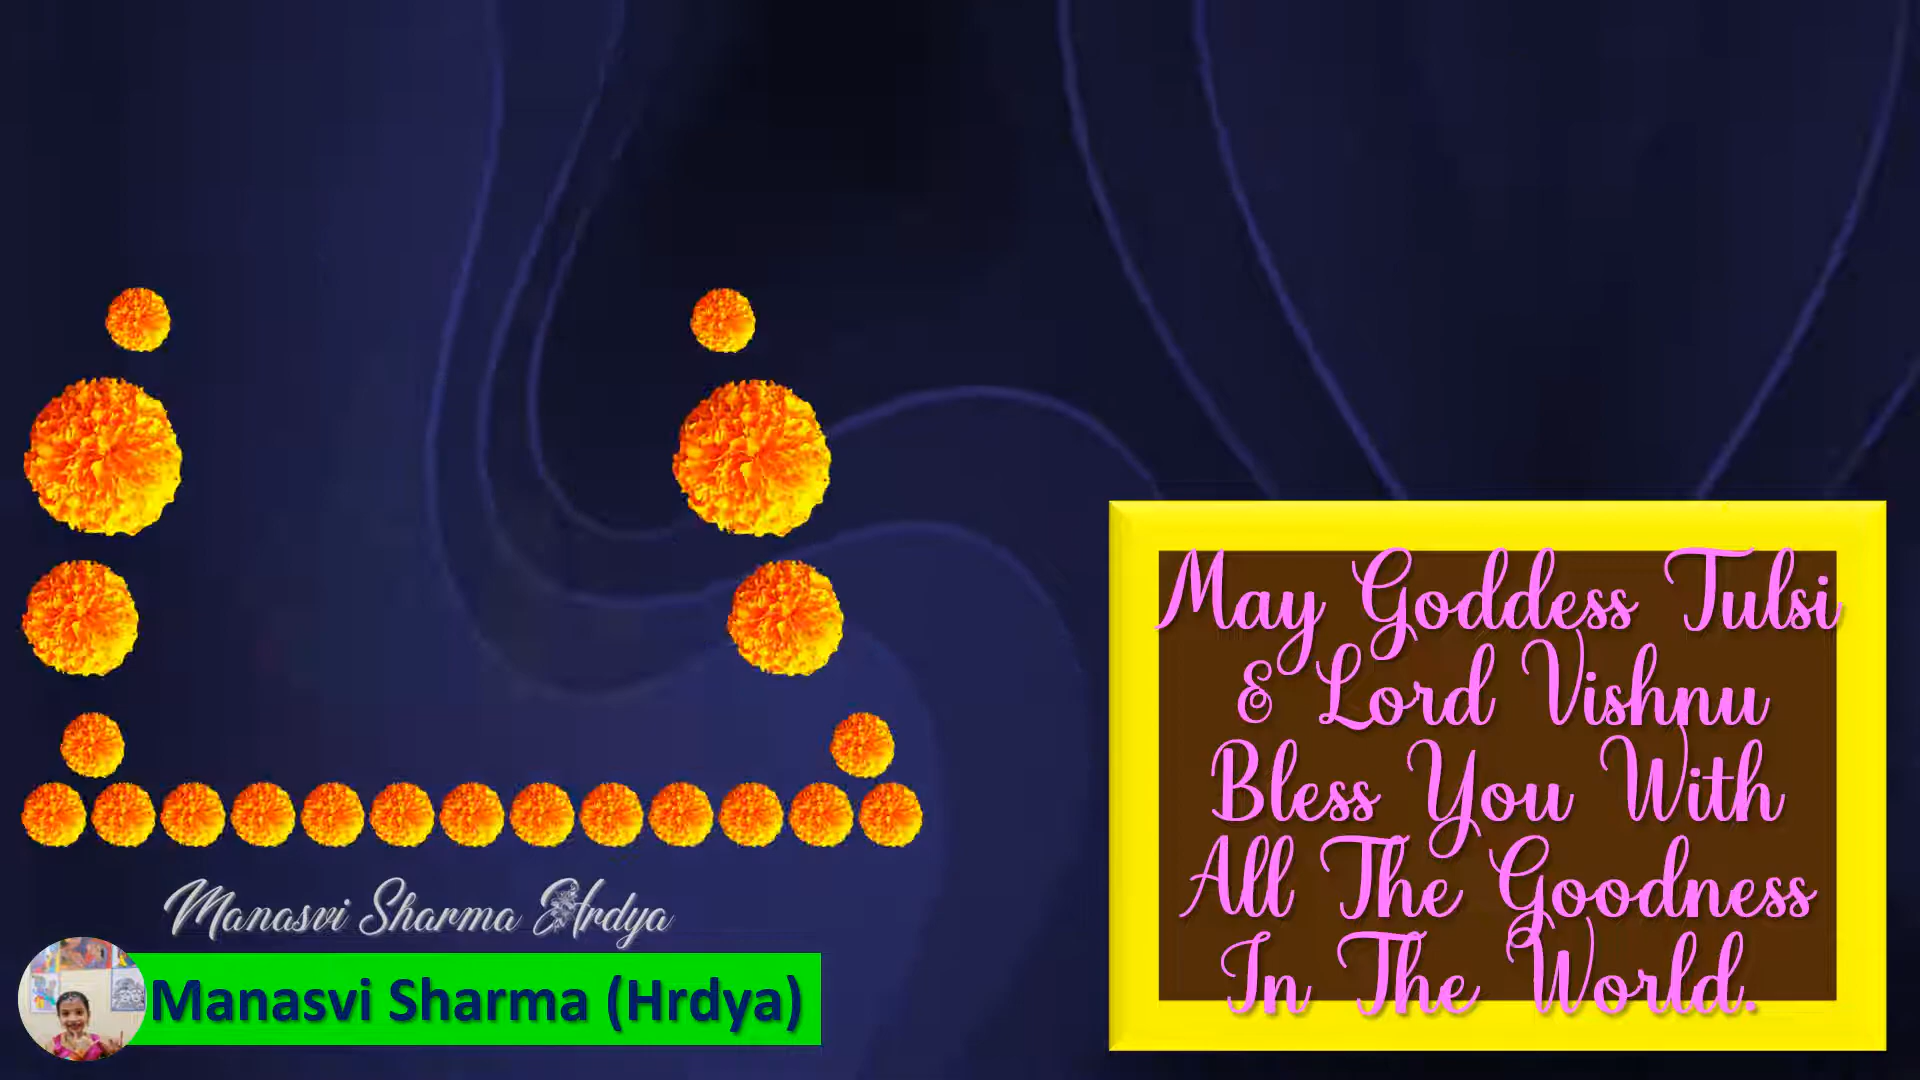 May Goddess Tulsi
& Lord Vishnu
Bless You With
All The Goodness
In The World.
Manasvi Sharma Hrdya
Manasvi Sharma (Hrdya)